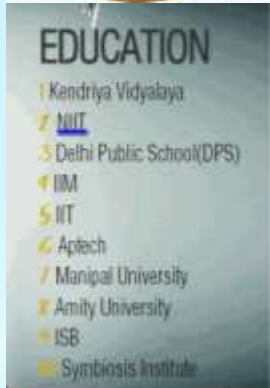 EDUCATION
1 Kendriya Vidyalaya
2 NIIT
3 Delhi Public School(DPS)
4 IIM
5 IIT
6 Aptech
7 Manipal University
8 Amity University
9 ISB
10 Symbiosis Institute